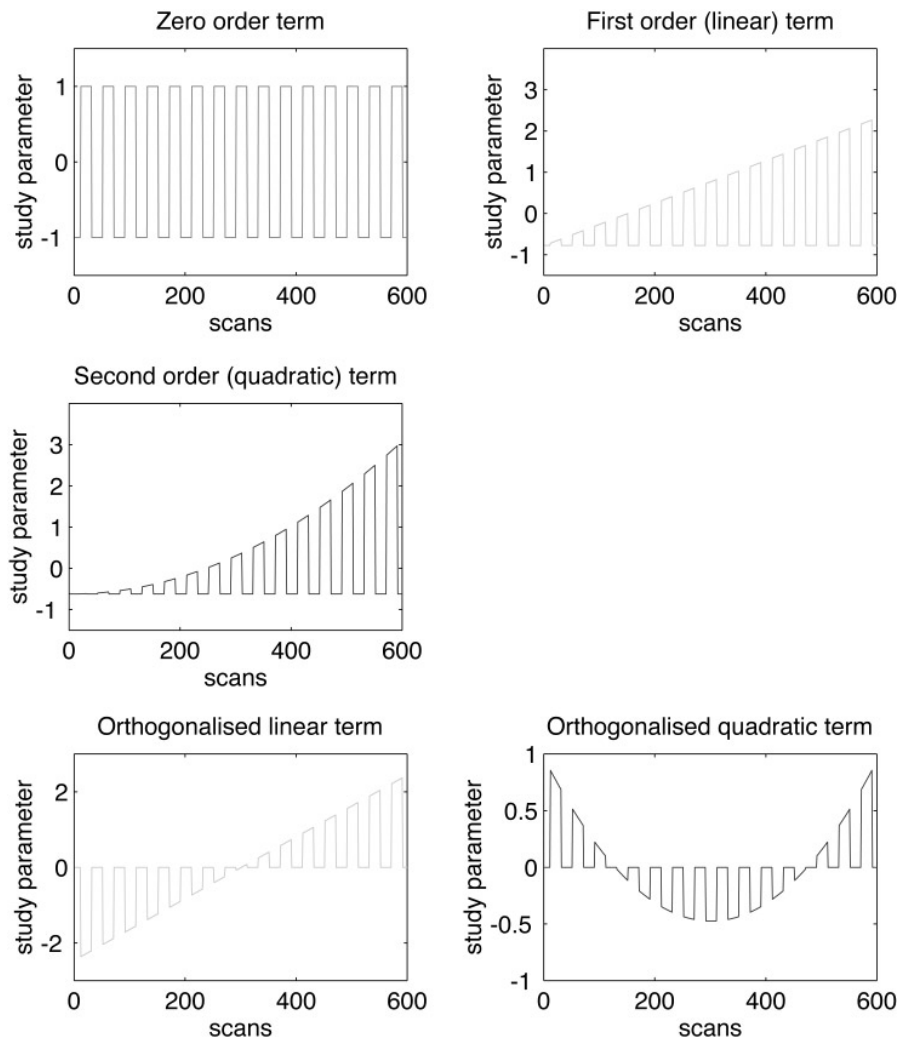 Zero order term
study parameter
1
0
-1
0
200
400
600
scans
First order (linear) term
study parameter
3
2
1
0
-1
0
200
400
600
scans
Second order (quadratic) term
study parameter
3
2
1
0
-1
0
200
400
600
scans
Orthogonalised linear term
study parameter
2
0
-2
0
200
400
600
scans
Orthogonalised quadratic term
study parameter
1
0.5
0
-0.5
-1
0
200
400
600
scans